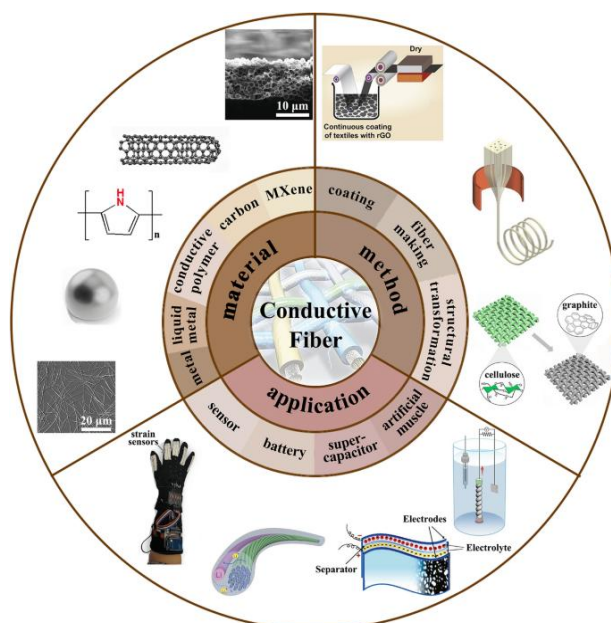 10 µm
Dry
Continuous coating
of textiles with rGO
H
N
n
MXene
carbon
conductive
polymer
liquid
metal
metal
material
coating
fiber
making
structural
transformation
method
Conductive
Fiber
graphite
cellulose
20 µm
application
sensor
battery
super-
capacitor
artificial
muscle
strain
sensors
Electrodes
Electrolyte
Separator